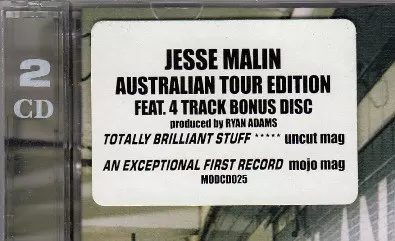 2
CD
JESSE MALIN
AUSTRALIAN TOUR EDITION
FEAT. 4 TRACK BONUS DISC
produced by RYAN ADAMS
TOTALLY BRILLIANT STUFF ***** uncut mag
AN EXCEPTIONAL FIRST RECORD mojo mag
MODCD025